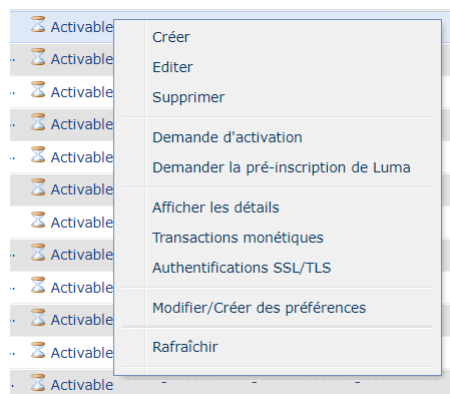 Activable
Activable
Activable
Activable
Activable
Activable
Activable
Activable
Activable
Activable
Activable
Activable
Créer
Editer
Supprimer
Demande d'activation
Demander la pré-inscription de Luma
Afficher les détails
Transactions monétiques
Authentifications SSL/TLS
Modifier/Créer des préférences
Rafraîchir